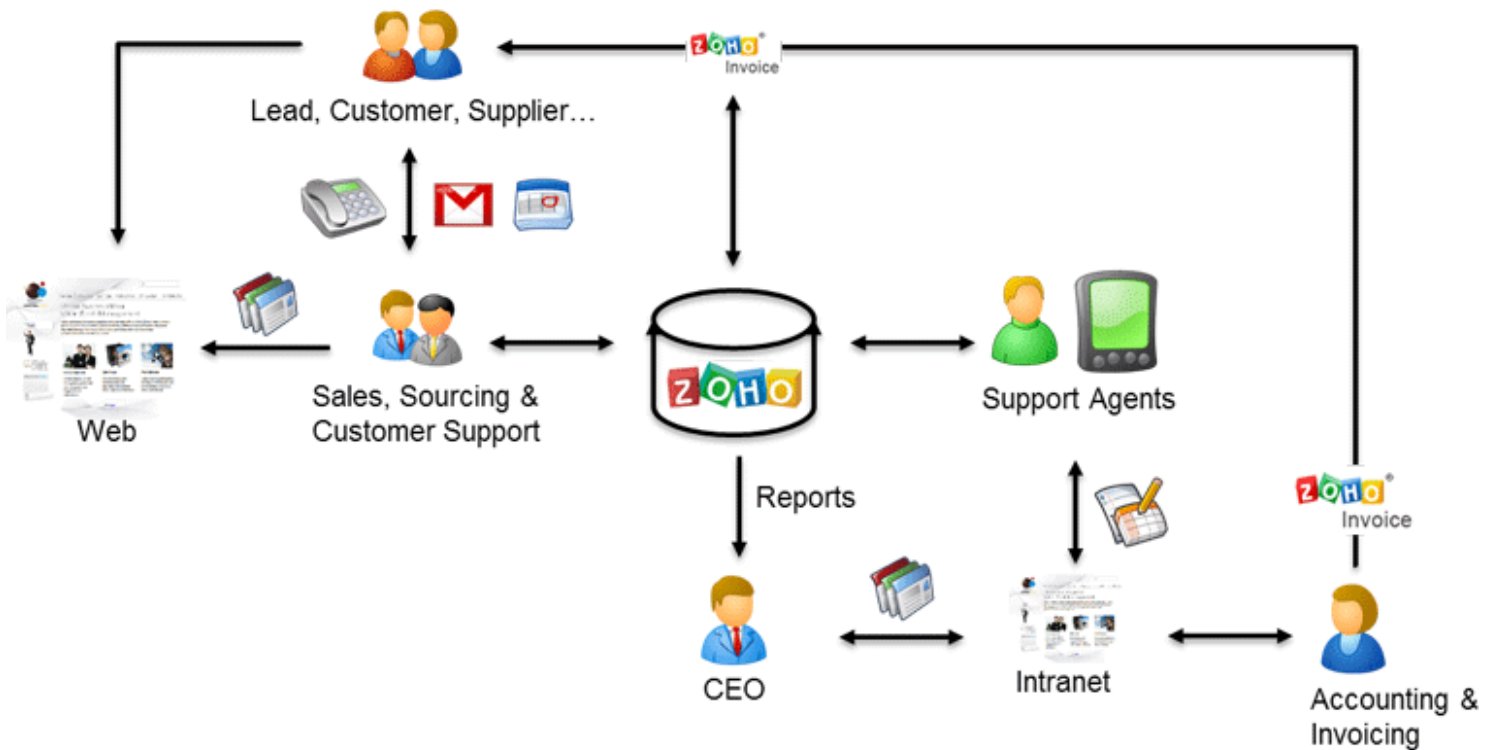 ZOHO®
Invoice
Lead, Customer, Supplier…
Web
Sales, Sourcing &
Customer Support
ZOHO
Support Agents
Reports
ZOHO®
Invoice
CEO
Intranet
Accounting &
Invoicing